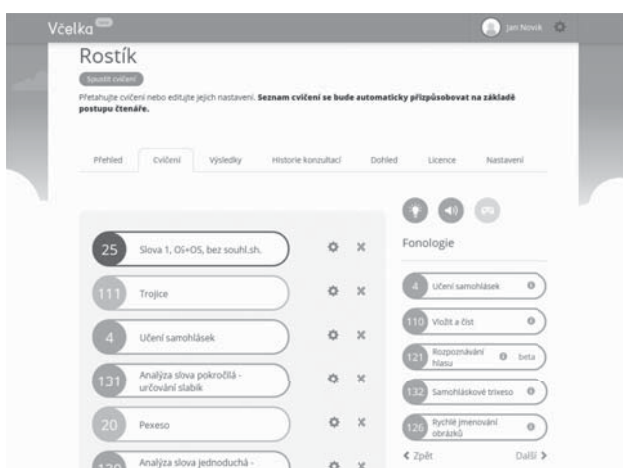 Včelka beta
Jan Novik
Rostík
Spustit cvičení
Přetahujte cvičení nebo editujte jejich nastavení. Seznam cvičení se bude automaticky přizpůsobovat na základě
postupu čtenáře.
Přehled Cvičení Výsledky Historie konzultací Dohled Licence Nastavení
25 Slova 1, OS+OS, bez souhl.sh.
111 Trojice
4 Učení samohlásek
131 Analýza slova pokročilá -
určování slabik
20 Pexeso
130 Analýza slova jednoduchá -
Fonologie
4 Učení samohlásek
110 Vložit a číst
121 Rozpoznávání
hlasu beta
132 Samohláskové trixeso
126 Rychlé jmenování
obrázků
Zpět Další